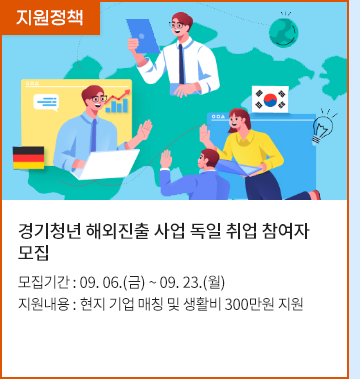 지원정책
경기청년 해외진출 사업 독일 취업 참여자
모집
모집기간 : 09. 06.(금) ~ 09. 23.(월)
지원내용 : 현지 기업 매칭 및 생활비 300만원 지원